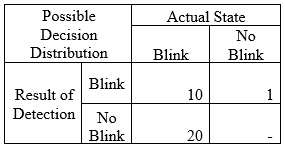 Possible Decision Distribution
Actual State
Blink
No Blink
Result of Detection
Blink
10
1
No Blink
20
-